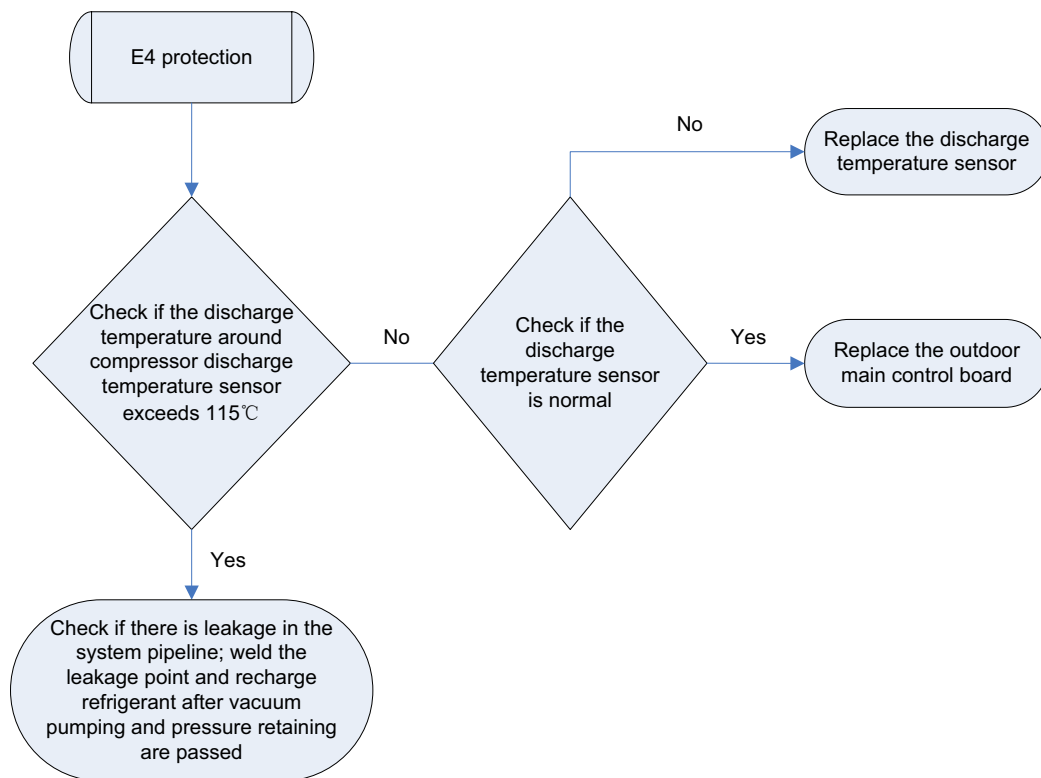 E4 protection
No
Replace the discharge
temperature sensor
Check if the discharge
temperature around
compressor discharge
temperature sensor
exceeds 115℃
No
Check if the
discharge
temperature sensor
is normal
Yes
Replace the outdoor
main control board
Yes
Check if there is leakage in the
system pipeline; weld the
leakage point and recharge
refrigerant after vacuum
pumping and pressure retaining
are passed